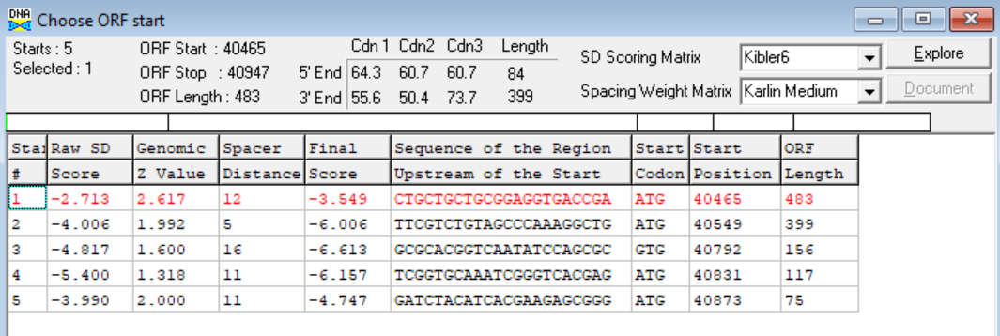 DNA Choose ORF start
Starts : 5 ORF Start : 40465 Cdn 1 Cdn2 Cdn3 Length SD Scoring Matrix Kibler6 Explore
Selected : 1 ORF Stop : 40947 5' End 64.3 60.7 60.7 84
ORF Length : 483 3' End 55.6 50.4 73.7 399 Spacing Weight Matrix Karlin Medium Document
Star Raw SD Genomic Spacer Final Sequence of the Region Start Start ORF
# Score Z Value Distance Score Upstream of the Start Codon Position Length
1 -2.713 2.617 12 -3.549 CTGCTGCTGCGGAGGTGACCGA ATG 40465 483
2 -4.006 1.992 5 -6.006 TTCGTCTGTAGCCCAAAGGCTG ATG 40549 399
3 -4.817 1.600 16 -6.613 GCGCACGGTCAATATCCAGCGC GTG 40792 156
4 -5.400 1.318 11 -6.157 TCGGTGCAAATCGGGTCACGAG ATG 40831 117
5 -3.990 2.000 11 -4.747 GATCTACATCACGAAGAGCGGG ATG 40873 75